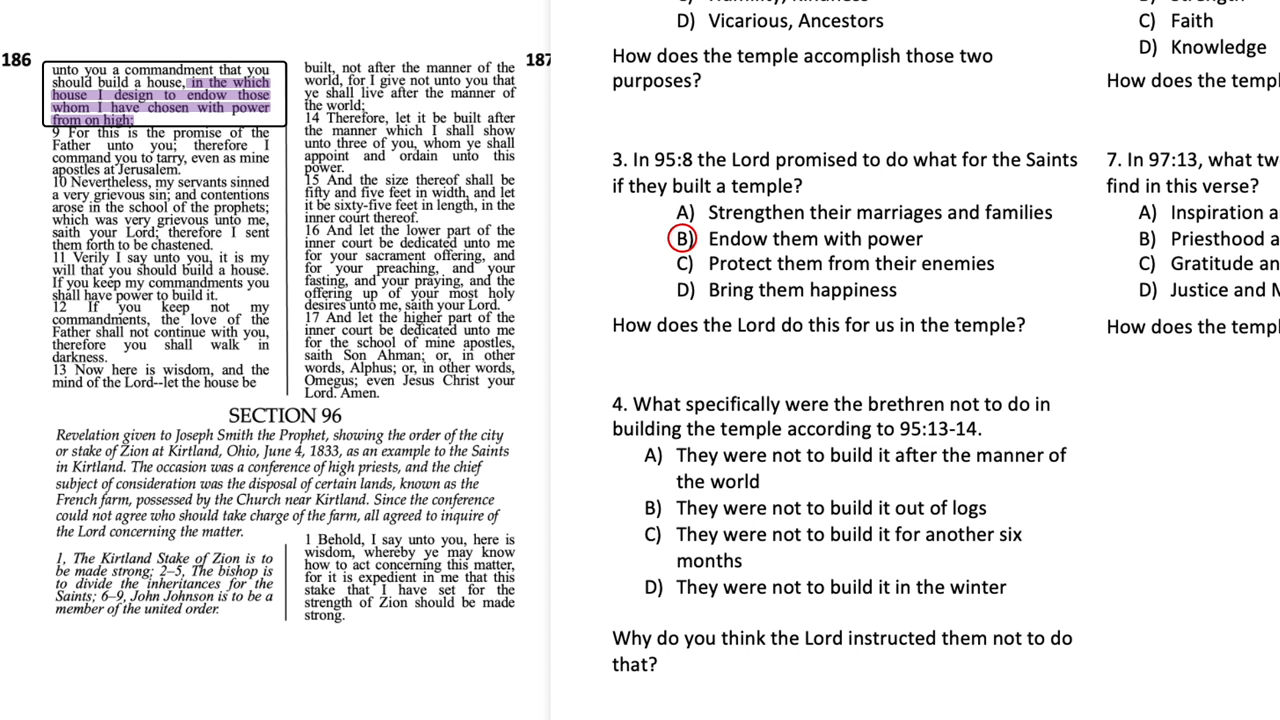 186
unto you a commandment that you
should build a house, in the which
house I design to endow those
whom I have chosen with power
from on high;
9 For this is the promise of the
Father unto you; therefore I
command you to tarry, even as mine
apostles at Jerusalem.
10 Nevertheless, my servants sinned
a very grievous sin; and contentions
arose in the school of the prophets;
which was very grievous unto me,
saith your Lord; therefore I sent
them forth to be chastened.
11 Verily I say unto you, it is my
will that you should build a house.
If you keep my commandments you
shall have power to build it.
12 If you keep not my
commandments, the love of the
Father shall not continue with you,
therefore you shall walk in
darkness.
13 Now here is wisdom, and the
mind of the Lord--let the house be
187
built, not after the manner of the
world, for I give not unto you that
ye shall live after the manner of
the world;
14 Therefore, let it be built after
the manner which I shall show
unto three of you, whom ye shall
appoint and ordain unto this
power.
15 And the size thereof shall be
fifty and five feet in width, and let
it be sixty-five feet in length, in the
inner court thereof.
16 And let the lower part of the
inner court be dedicated unto me
for your sacrament offering, and
for your preaching, and your
fasting, and your praying, and the
offering up of your most holy
desires unto me, saith your Lord.
17 And let the higher part of the
inner court be dedicated unto me
for the school of mine apostles,
saith Son Ahman; or, in other
words, Alphus; or, in other words,
Omegus; even Jesus Christ your
Lord. Amen.
SECTION 96
Revelation given to Joseph Smith the Prophet, showing the order of the city
or stake of Zion at Kirtland, Ohio, June 4, 1833, as an example to the Saints
in Kirtland. The occasion was a conference of high priests, and the chief
subject of consideration was the disposal of certain lands, known as the
French farm, possessed by the Church near Kirtland. Since the conference
could not agree who should take charge of the farm, all agreed to inquire of
the Lord concerning the matter.
1, The Kirtland Stake of Zion is to
be made strong; 2–5, The bishop is
to divide the inheritances for the
Saints; 6–9, John Johnson is to be a
member of the united order.
1 Behold, I say unto you, here is
wisdom, whereby ye may know
how to act concerning this matter,
for it is expedient in me that this
stake that I have set for the
strength of Zion should be made
strong.
D) Vicarious, Ancestors
How does the temple accomplish those two
purposes?
3. In 95:8 the Lord promised to do what for the Saints
if they built a temple?
A) Strengthen their marriages and families
B) Endow them with power
C) Protect them from their enemies
D) Bring them happiness
How does the Lord do this for us in the temple?
4. What specifically were the brethren not to do in
building the temple according to 95:13-14.
A) They were not to build it after the manner of
the world
B) They were not to build it out of logs
C) They were not to build it for another six
months
D) They were not to build it in the winter
Why do you think the Lord instructed them not to do
that?
C) Faith
D) Knowledge
How does the templ
7. In 97:13, what tw
find in this verse?
A) Inspiration a
B) Priesthood a
C) Gratitude an
D) Justice and
How does the templ